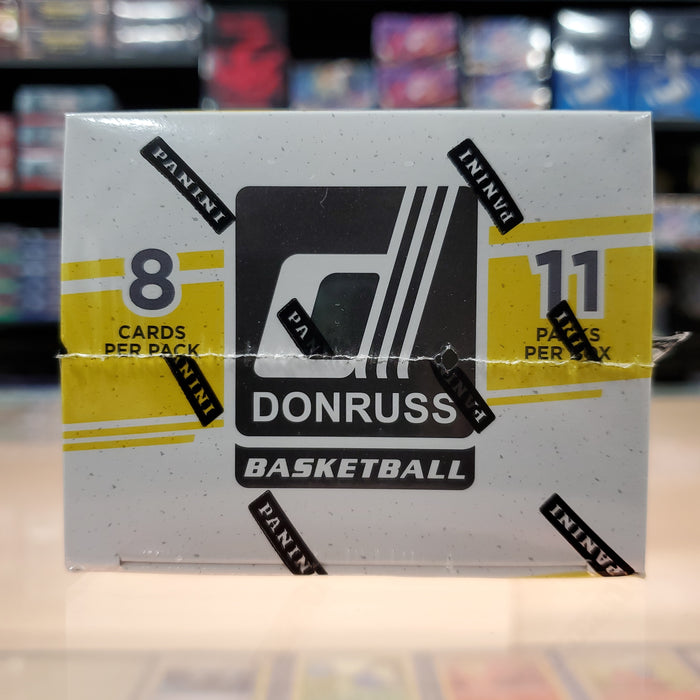 PANINI
PANINI
8
CARDS
PER PACK
11
PACKS
PER BOX
PANINI
PANINI
PANINI
PANINI
DONRUSS
BASKETBALL
PANINI
PANINI